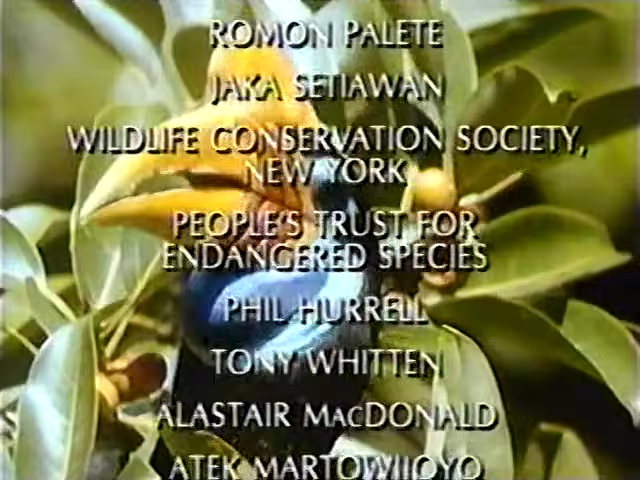 ROMON PALETE
JAKA SETIAWAN
WILDLIFE CONSERVATION SOCIETY,
NEW YORK
PEOPLE'S TRUST FOR
ENDANGERED SPECIES
PHIL HURRELL
TONY WHITTEN
ALASTAIR MACDONALD
ATEK MARTOWIJOYO